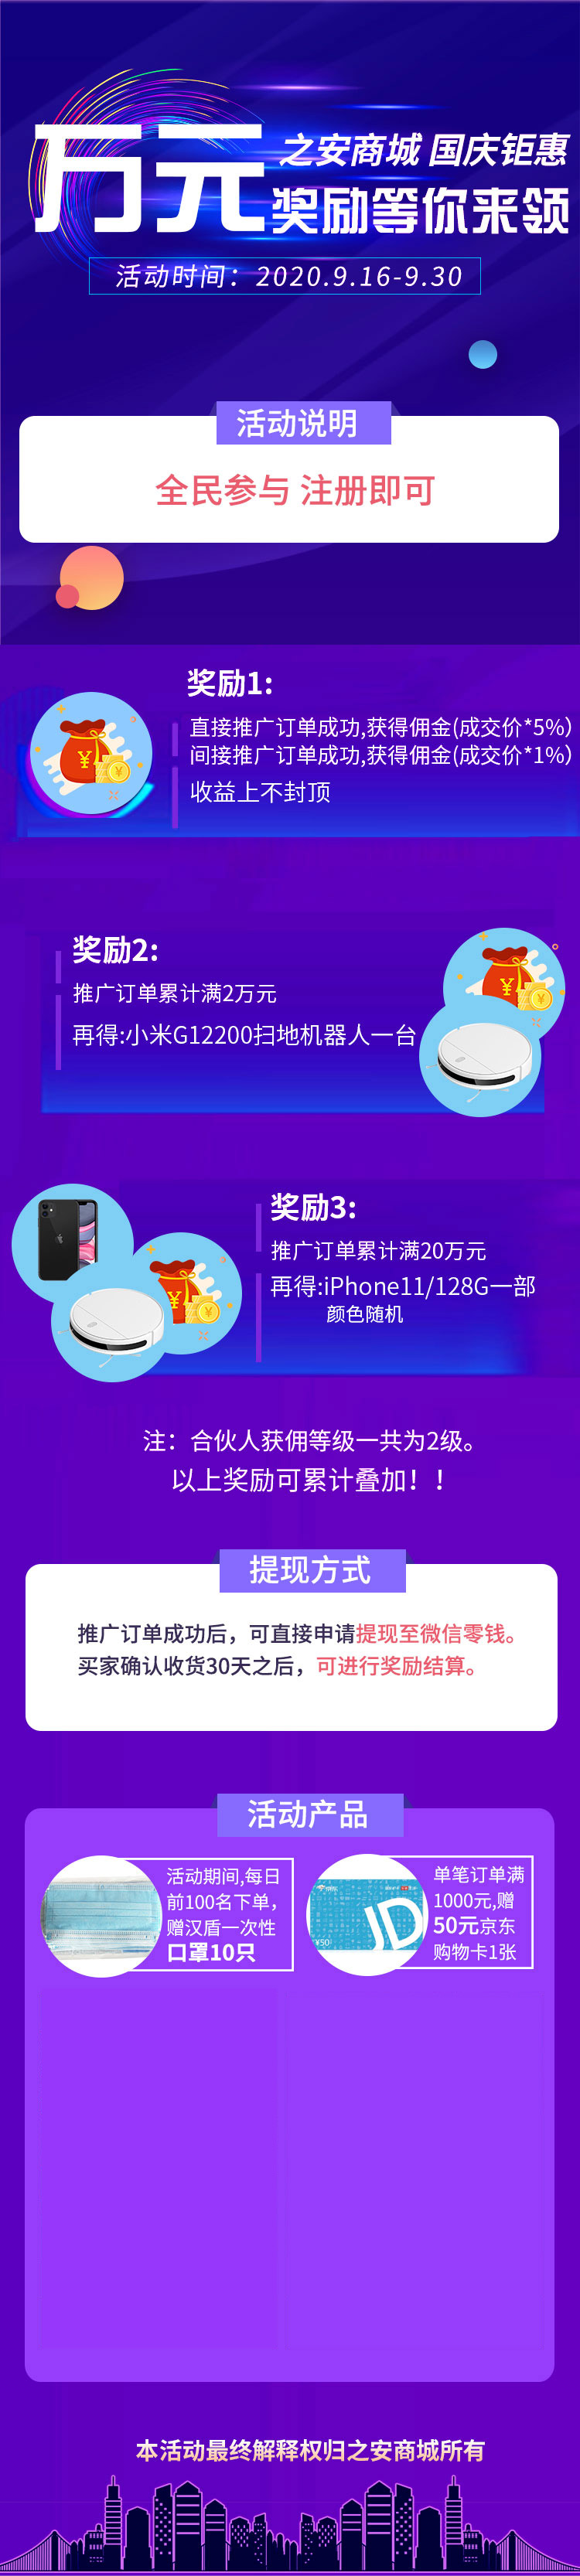 万元
之安商城 国庆钜惠
奖励等你来领
活动时间：2020.9.16-9.30
活动说明
全民参与 注册即可
奖励1:
直接推广订单成功,获得佣金(成交价*5%)
间接推广订单成功,获得佣金(成交价*1%)
收益上不封顶
奖励2:
推广订单累计满2万元
再得:小米G12200扫地机器人一台
奖励3:
推广订单累计满20万元
再得:iPhone11/128G一部
颜色随机
注：合伙人获佣等级一共为2级。
以上奖励可累计叠加！！
提现方式
推广订单成功后，可直接申请提现至微信零钱。
买家确认收货30天之后，可进行奖励结算。
活动产品
活动期间,每日
前100名下单，
赠汉盾一次性
口罩10只
JD
¥50
单笔订单满
1000元,赠
50元京东
购物卡1张
本活动最终解释权归之安商城所有